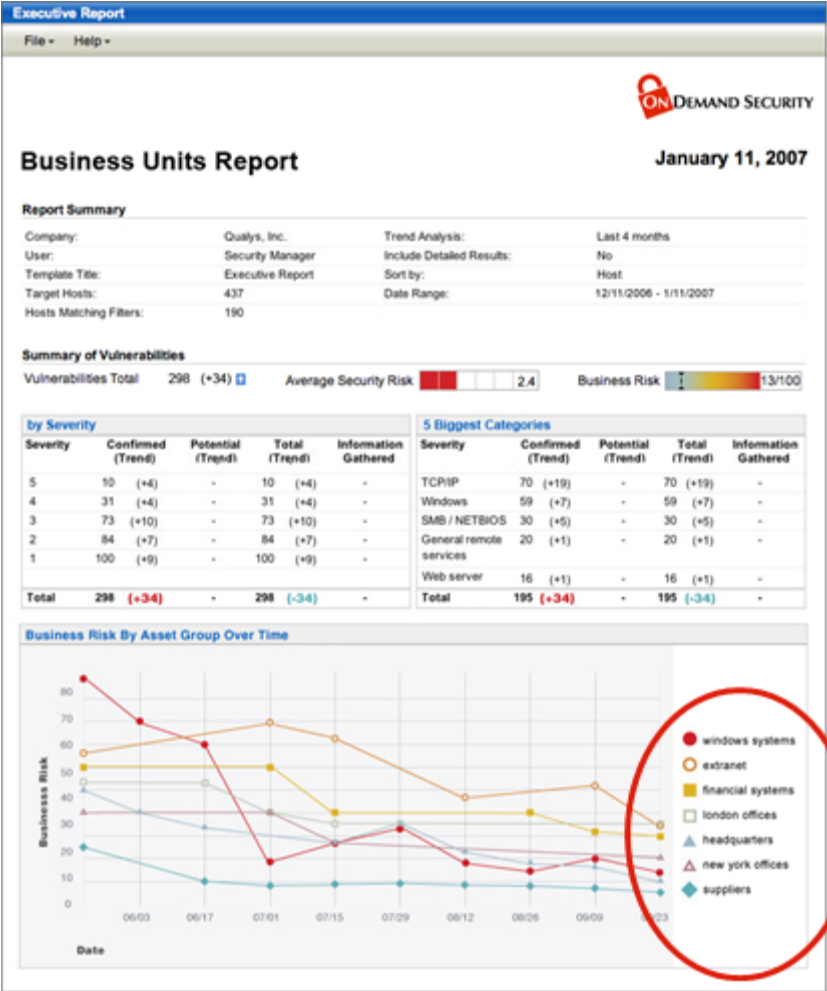 Executive Report
File Help
ON DEMAND SECURITY
Business Units Report January 11, 2007
Report Summary
Company: Qualys, Inc. Trend Analysis: Last 4 months
User: Security Manager Include Detailed Results: No
Template Title: Executive Report Sort by: Host
Target Hosts: 437 Date Range: 12/11/2006 - 1/11/2007
Hosts Matching Filters: 190
Summary of Vulnerabilities
Vulnerabilities Total 298 (+34) Average Security Risk 2.4 Business Risk 13/100
by Severity
Severity Confirmed (Trend) Potential (Trend) Total (Trend) Information Gathered
5 10 (+4) - 10 (+4) -
4 31 (+4) - 31 (+4) -
3 73 (+10) - 73 (+10) -
2 84 (+7) - 84 (+7) -
1 100 (+9) - 100 (+9) -
Total 298 (+34) - 298 (-34) -
5 Biggest Categories
Severity Confirmed (Trend) Potential (Trend) Total (Trend) Information Gathered
TCP/IP 70 (+19) - 70 (+19) -
Windows 59 (+7) - 59 (+7) -
SMB / NETBIOS 30 (+5) - 30 (+5) -
General remote services 20 (+1) - 20 (+1) -
Web server 16 (+1) - 16 (+1) -
Total 195 (+34) - 195 (-34) -
Business Risk By Asset Group Over Time
Businesss Risk
80
70
60
50
40
30
20
10
0
06/03 06/17 07/01 07/15 07/29 08/12 08/26 09/09
Date
windows systems
extranet
financial systems
london offices
headquarters
new york offices
suppliers